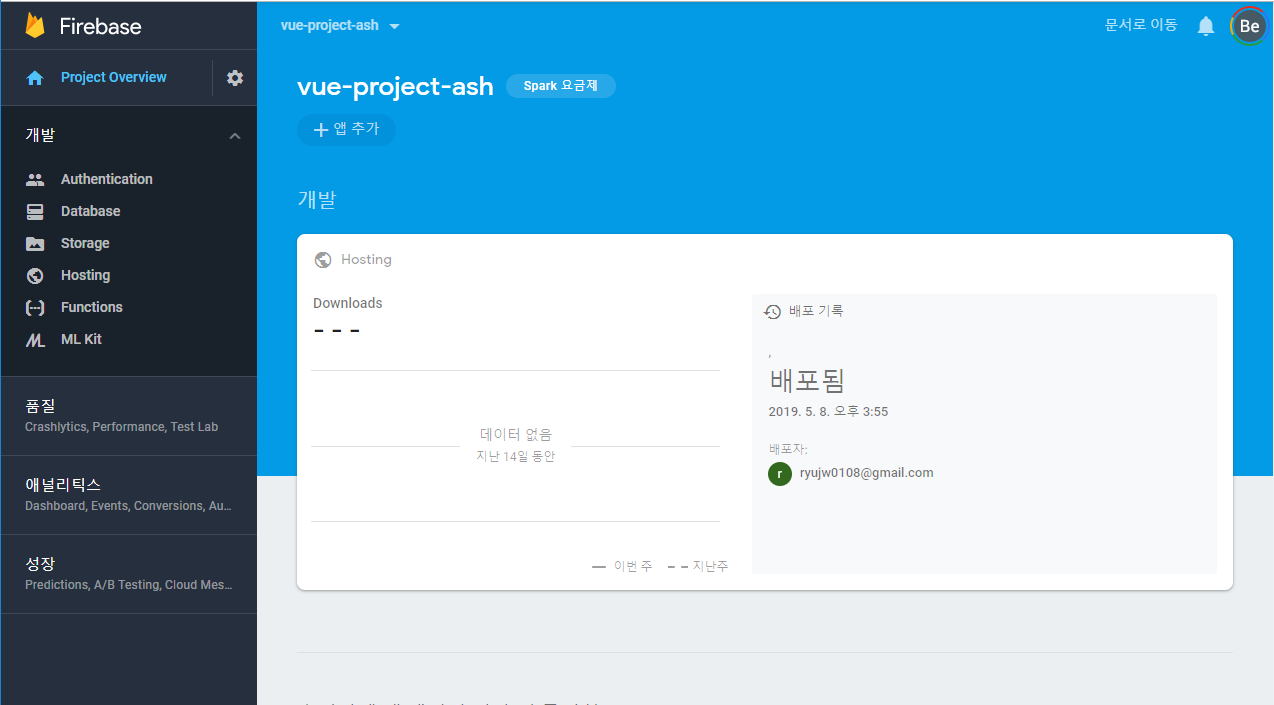 Firebase
vue-project-ash
문서로 이동
Be
Project Overview
vue-project-ash
Spark 요금제
앱 추가
개발
Authentication
Database
Storage
Hosting
Functions
ML Kit
품질
Crashlytics, Performance, Test Lab
애널리틱스
Dashboard, Events, Conversions, Au...
성장
Predictions, A/B Testing, Cloud Mes...
개발
Hosting
Downloads
- - -
데이터 없음
지난 14일 동안
이번 주
지난주
배포 기록
,
배포됨
2019. 5. 8. 오후 3:55
배포자:
r
ryujw0108@gmail.com